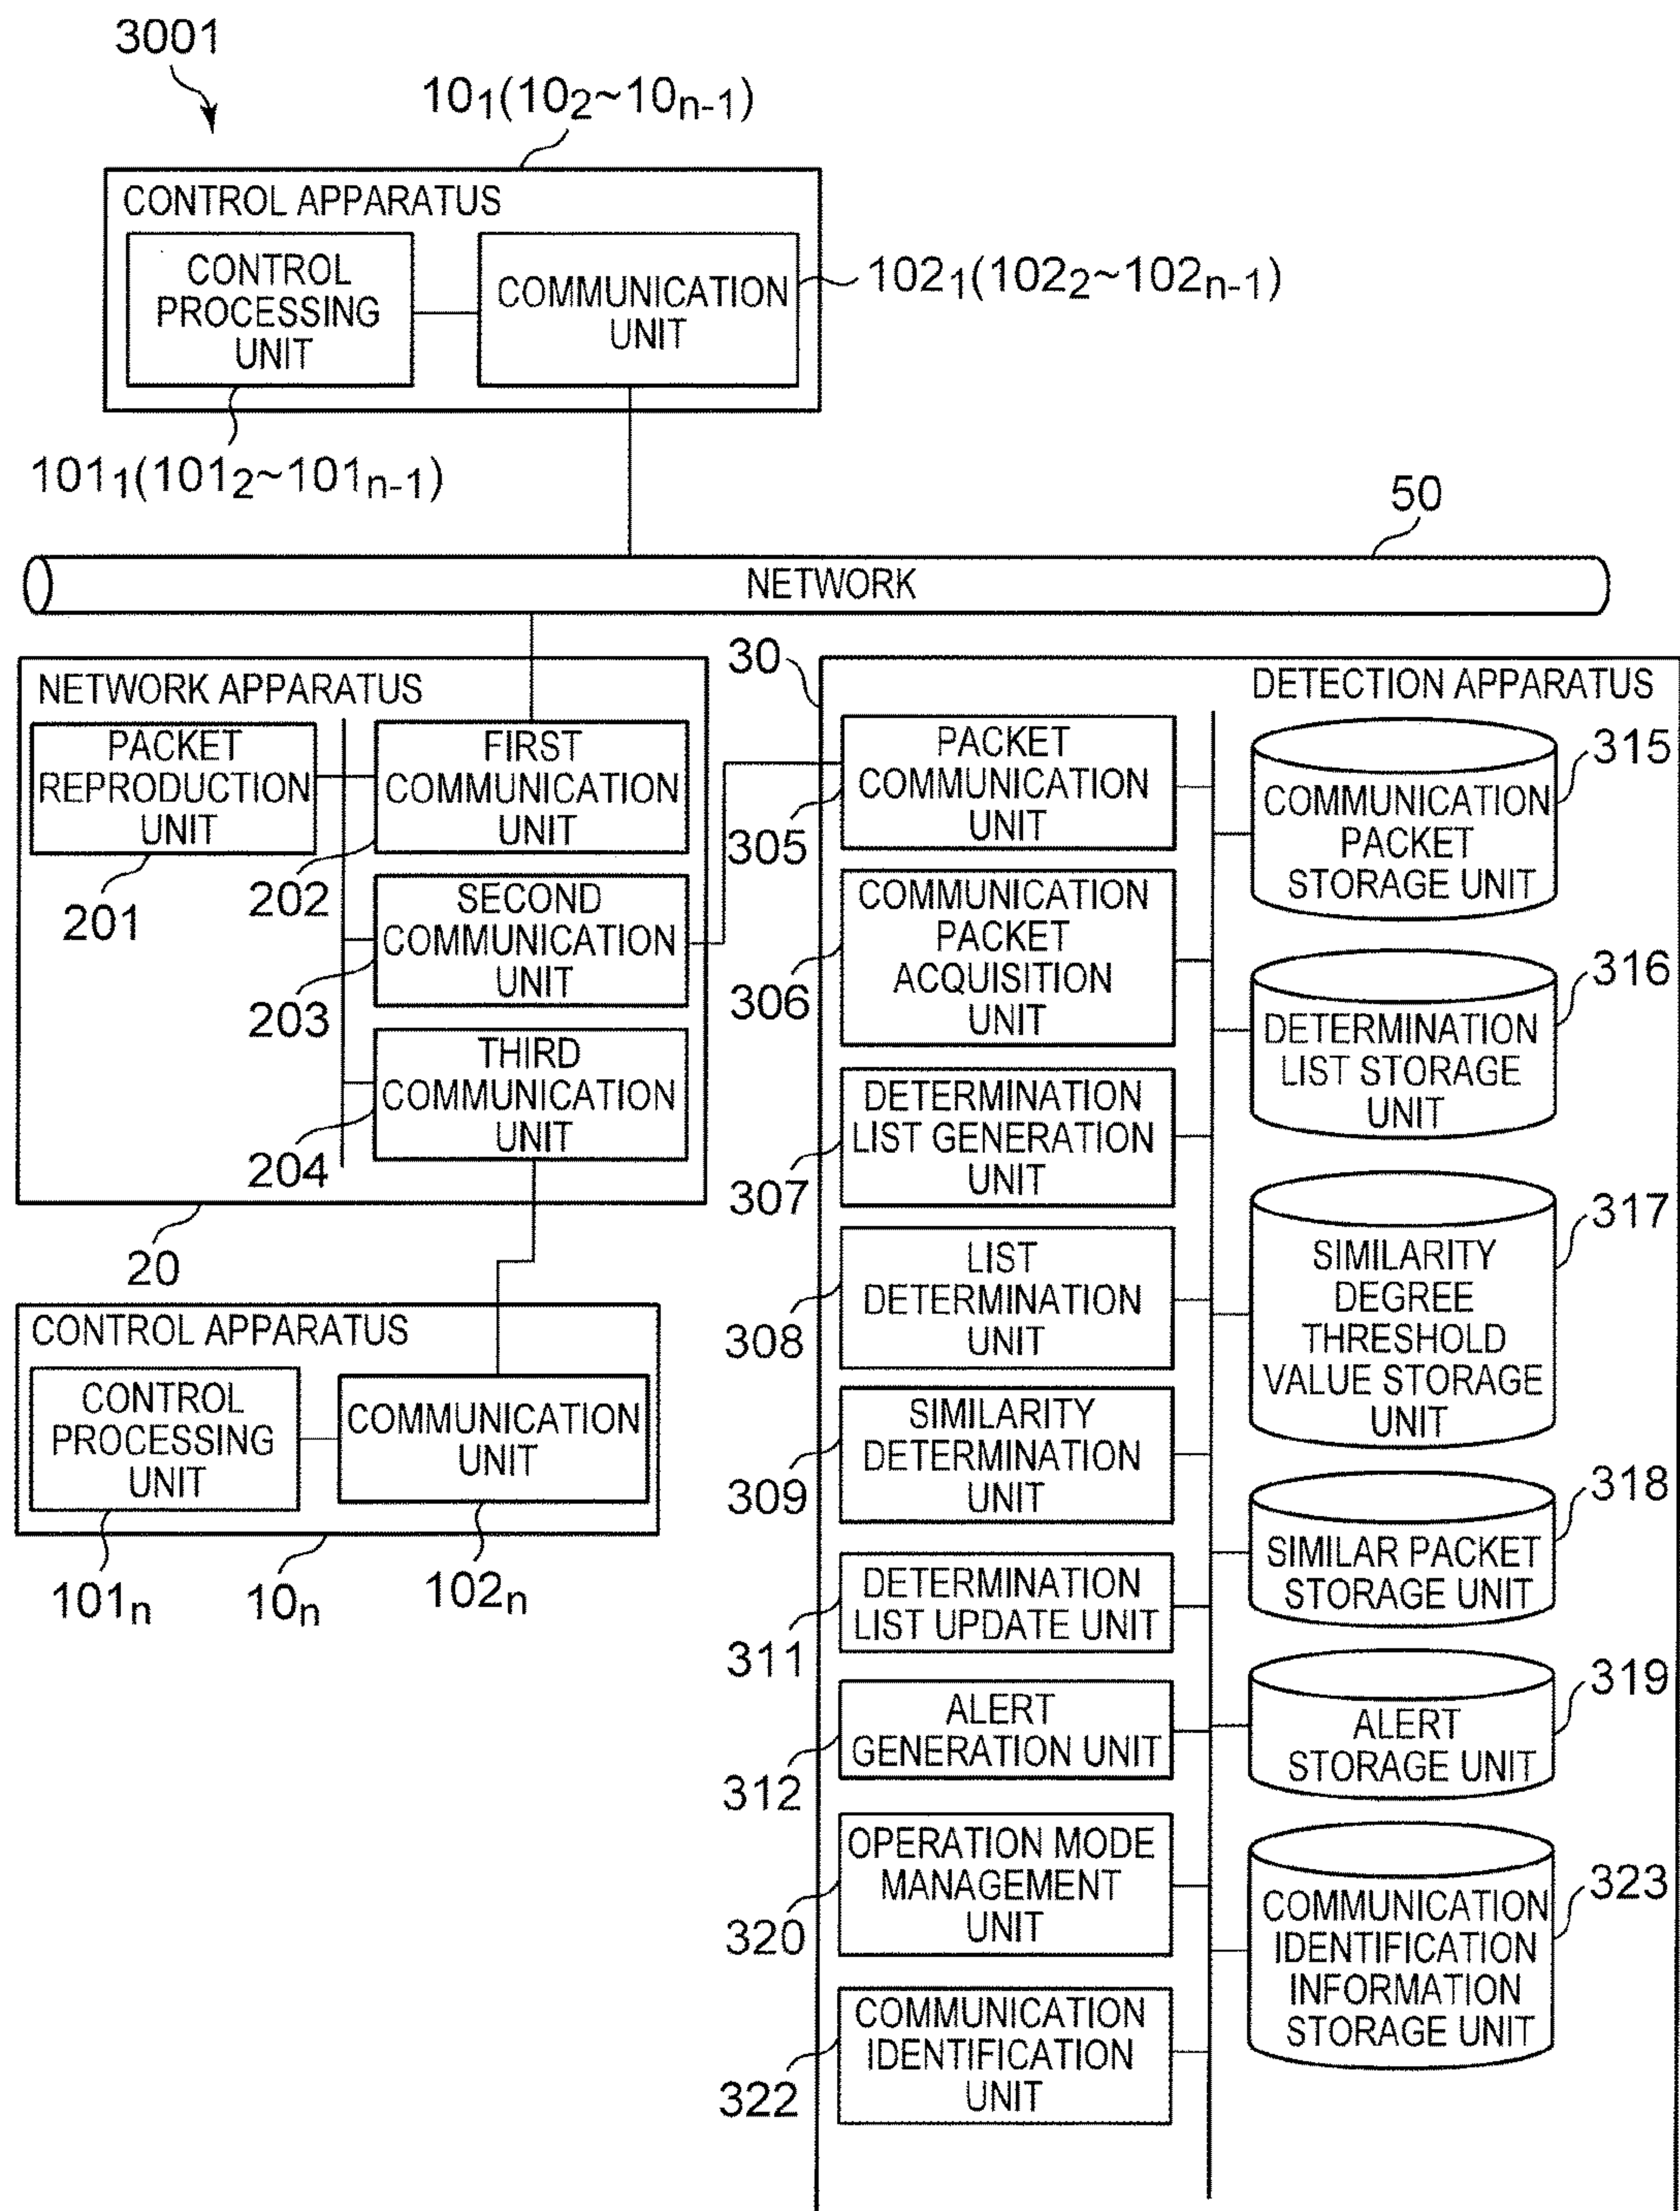 3001
10₁(10₂~10ₙ₋₁)
CONTROL APPARATUS
CONTROL
PROCESSING
UNIT
COMMUNICATION
UNIT
102₁(102₂~102ₙ₋₁)
101₁(101₂~101ₙ₋₁)
50
NETWORK
NETWORK APPARATUS
PACKET
REPRODUCTION
UNIT
201
FIRST
COMMUNICATION
UNIT
202
SECOND
COMMUNICATION
UNIT
203
THIRD
COMMUNICATION
UNIT
204
20
CONTROL APPARATUS
CONTROL
PROCESSING
UNIT
COMMUNICATION
UNIT
101ₙ
10ₙ
102ₙ
30
DETECTION APPARATUS
PACKET
COMMUNICATION
UNIT
305
COMMUNICATION
PACKET
ACQUISITION
UNIT
306
DETERMINATION
LIST GENERATION
UNIT
307
LIST
DETERMINATION
UNIT
308
SIMILARITY
DETERMINATION
UNIT
309
DETERMINATION
LIST UPDATE UNIT
311
ALERT
GENERATION UNIT
312
OPERATION MODE
MANAGEMENT
UNIT
320
COMMUNICATION
IDENTIFICATION
UNIT
322
COMMUNICATION
PACKET
STORAGE UNIT
315
DETERMINATION
LIST STORAGE
UNIT
316
SIMILARITY
DEGREE
THRESHOLD
VALUE STORAGE
UNIT
317
SIMILAR PACKET
STORAGE UNIT
318
ALERT
STORAGE UNIT
319
COMMUNICATION
IDENTIFICATION
INFORMATION
STORAGE UNIT
323